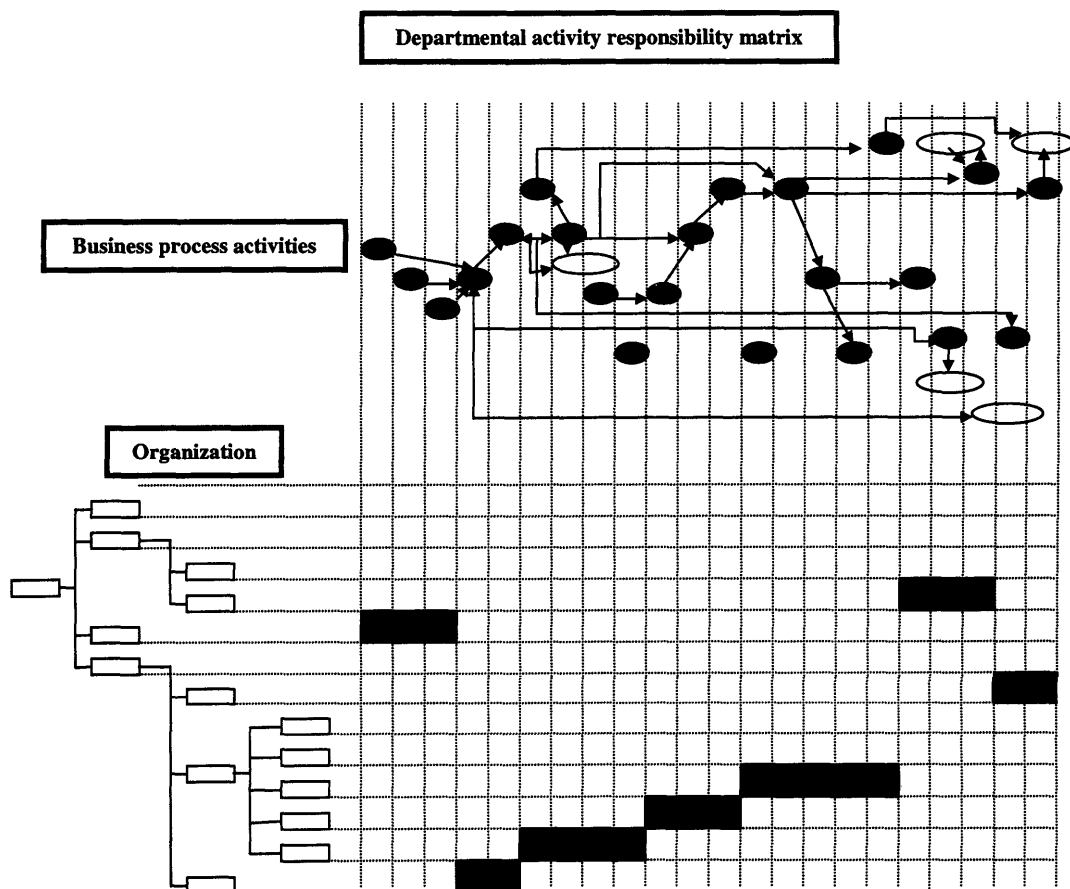 Departmental activity responsibility matrix
Business process activities
Organization